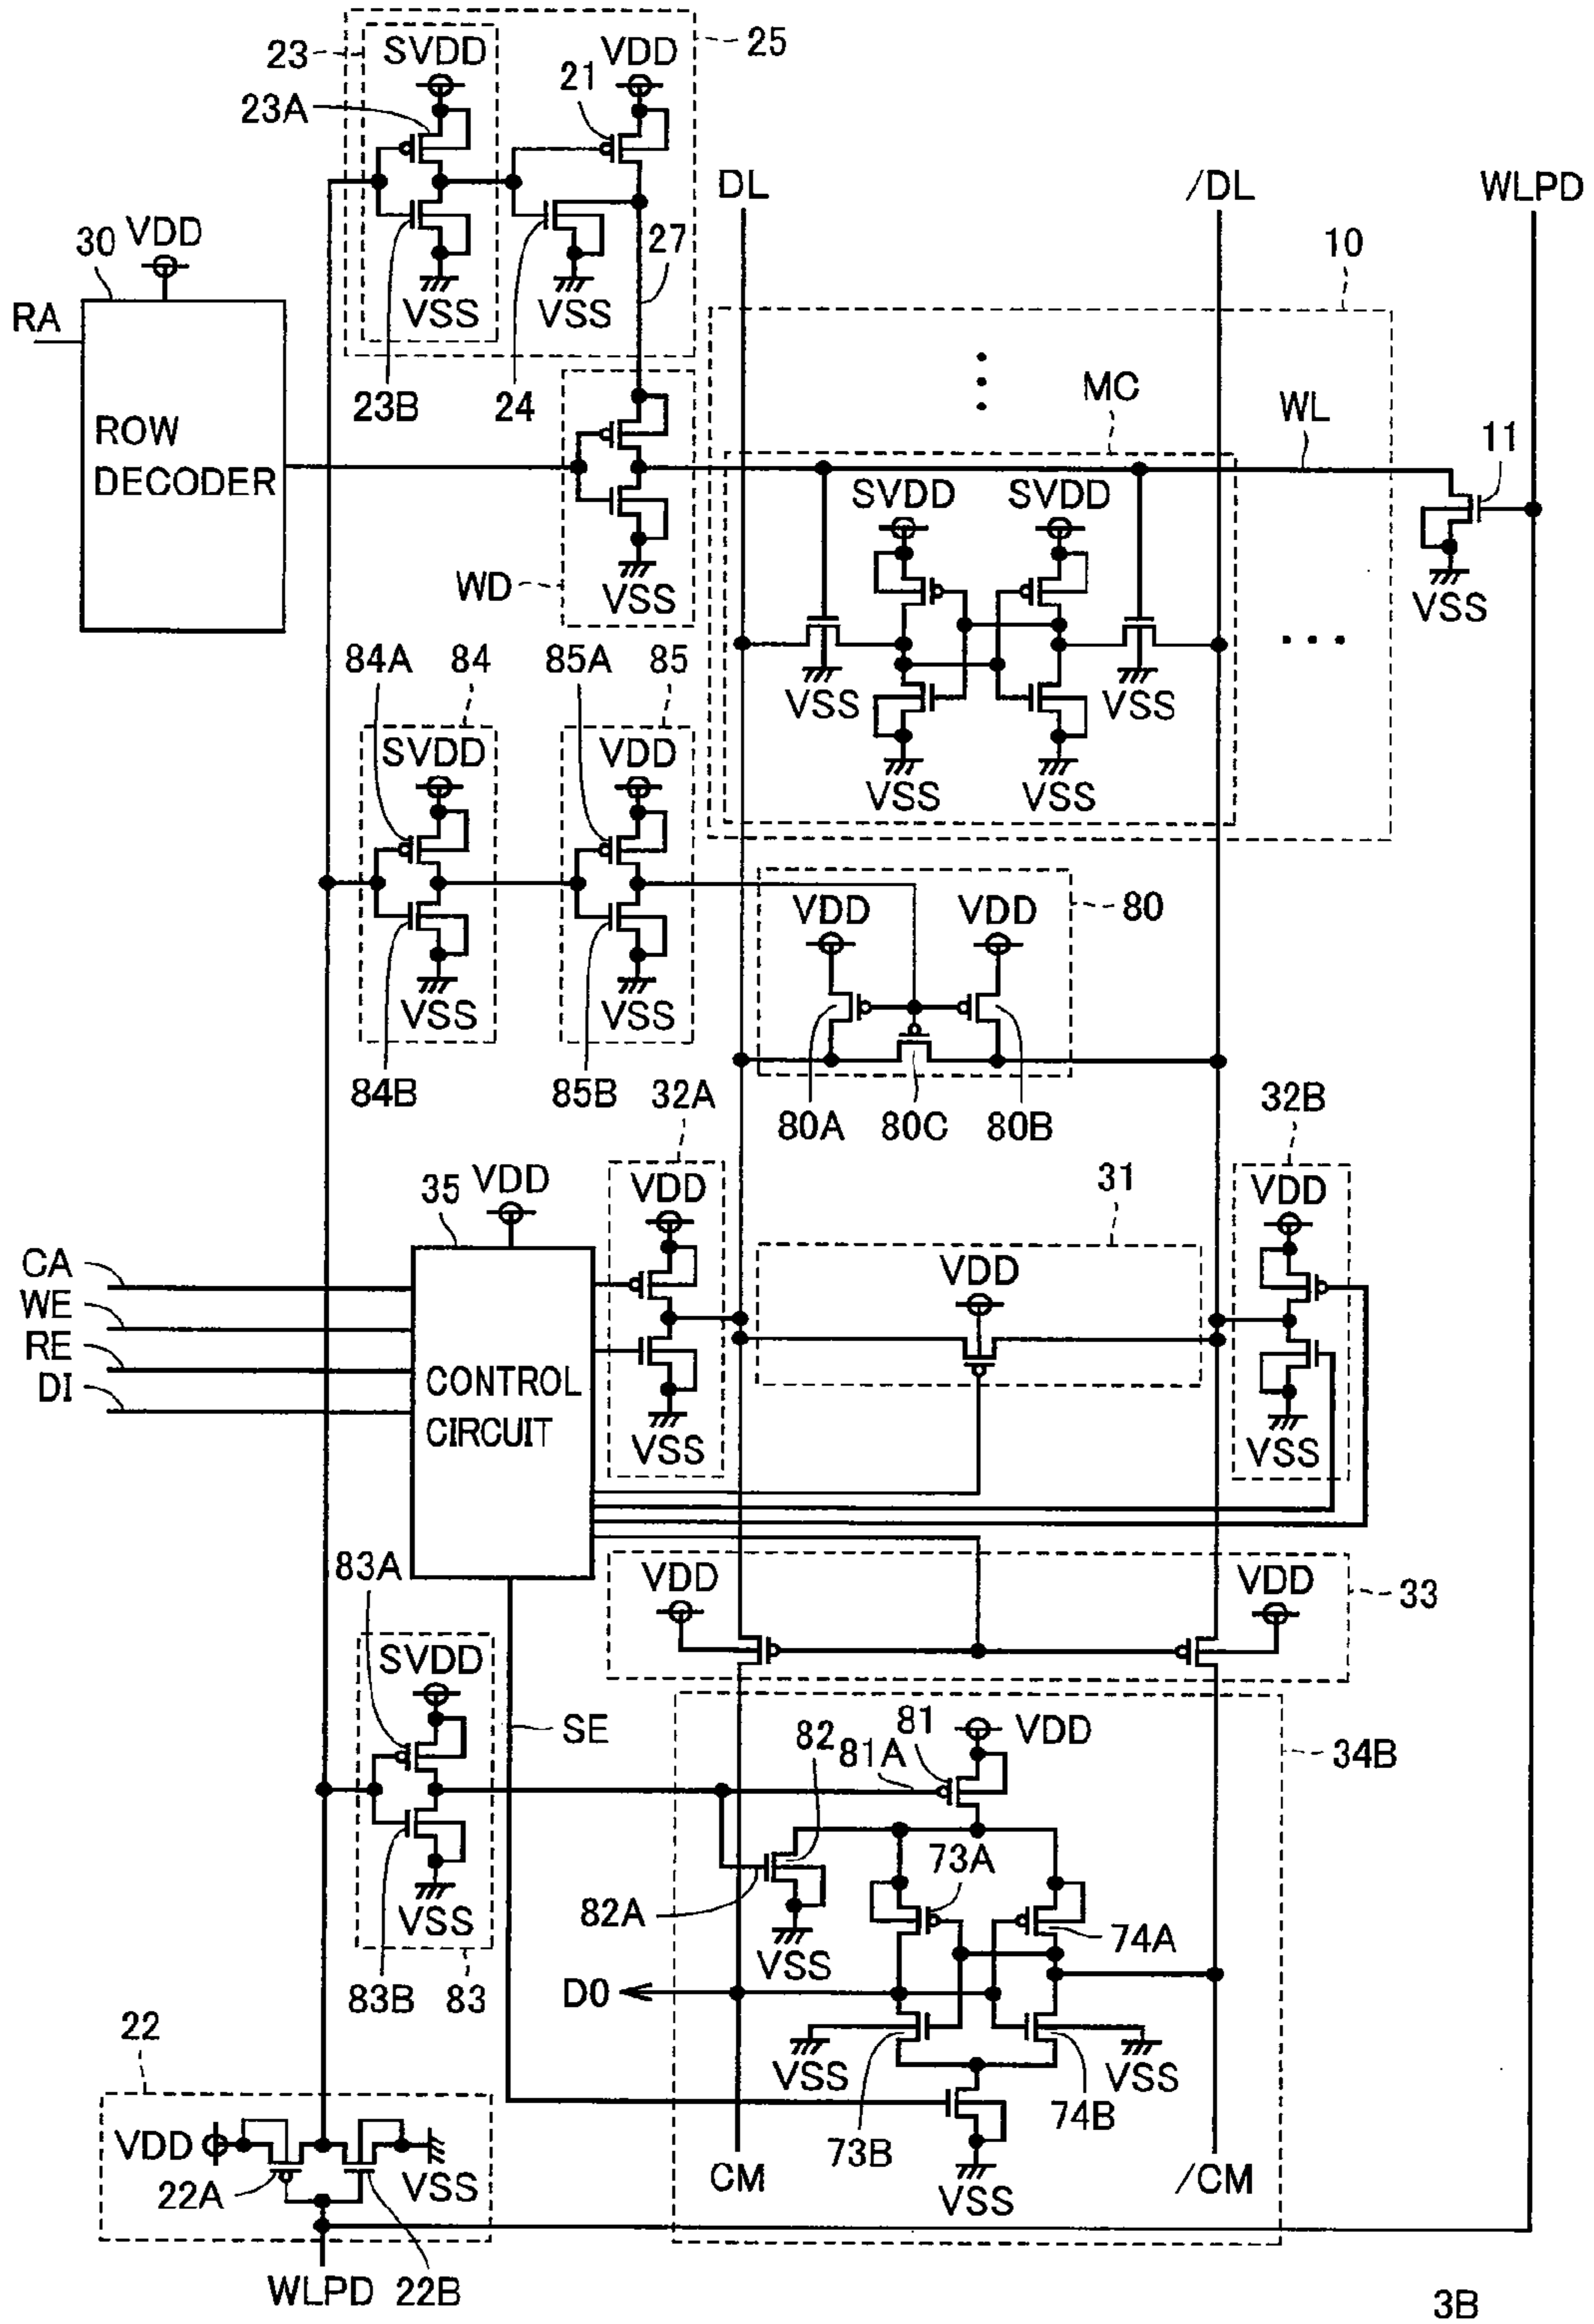 23
SVDD
VDD
25
21
23A
DL
/DL
WLPD
30
VDD
27
10
RA
VSS
VSS
MC
WL
11
23B
24
ROW
DECODER
SVDD
SVDD
WD
VSS
VSS
84A
84
85A
85
VSS
VSS
SVDD
VDD
VSS
VSS
VDD
VDD
80
VSS
VSS
84B
85B
32A
80A
80C
80B
32B
35
VDD
VDD
31
VDD
CA
VDD
WE
RE
DI
CONTROL
CIRCUIT
VSS
VSS
83A
VDD
VDD
33
SVDD
SE
82
81
VDD
81A
34B
73A
82A
74A
VSS
VSS
83B
83
D0
22
VSS
VSS
74B
VDD
73B
22A
VSS
CM
VSS
/CM
WLPD
22B
3B